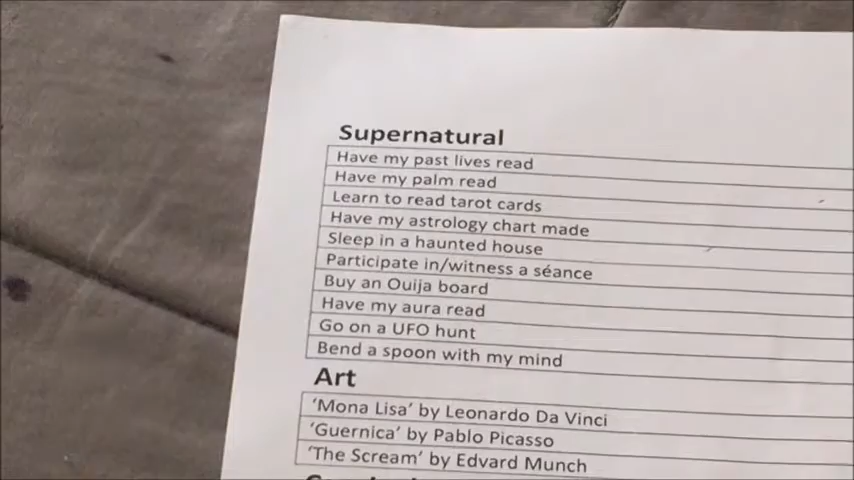 Supernatural
Have my past lives read
Have my palm read
Learn to read tarot cards
Have my astrology chart made
Sleep in a haunted house
Participate in/witness a séance
Buy an Ouija board
Have my aura read
Go on a UFO hunt
Bend a spoon with my mind
Art
‘Mona Lisa’ by Leonardo Da Vinci
‘Guernica’ by Pablo Picasso
‘The Scream’ by Edvard Munch